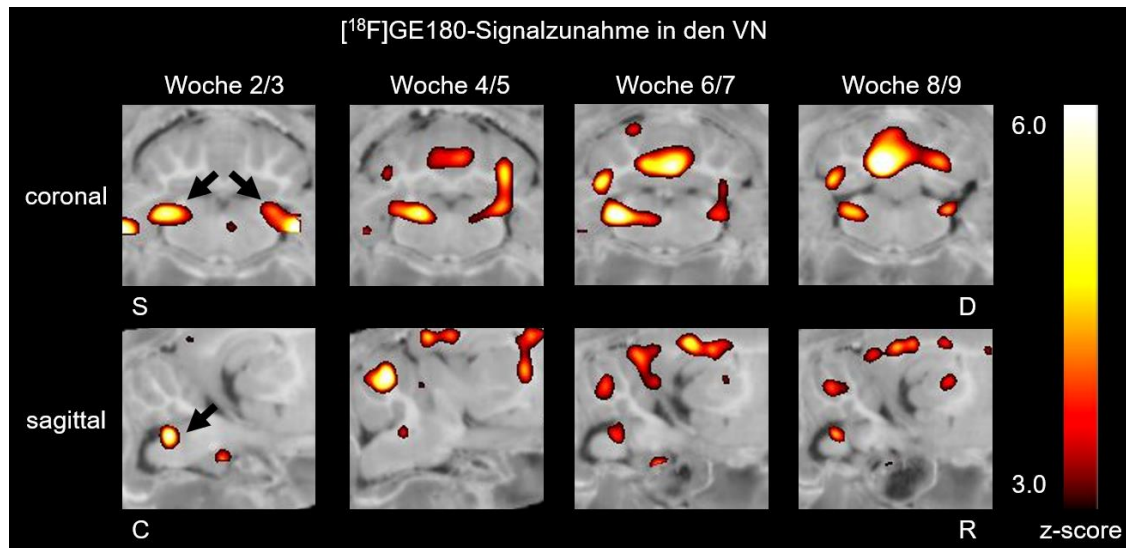 [¹⁸F]GE180-Signalzunahme in den VN
Woche 2/3 Woche 4/5 Woche 6/7 Woche 8/9
6.0
coronal
S D
sagittal
3.0
C R z-score